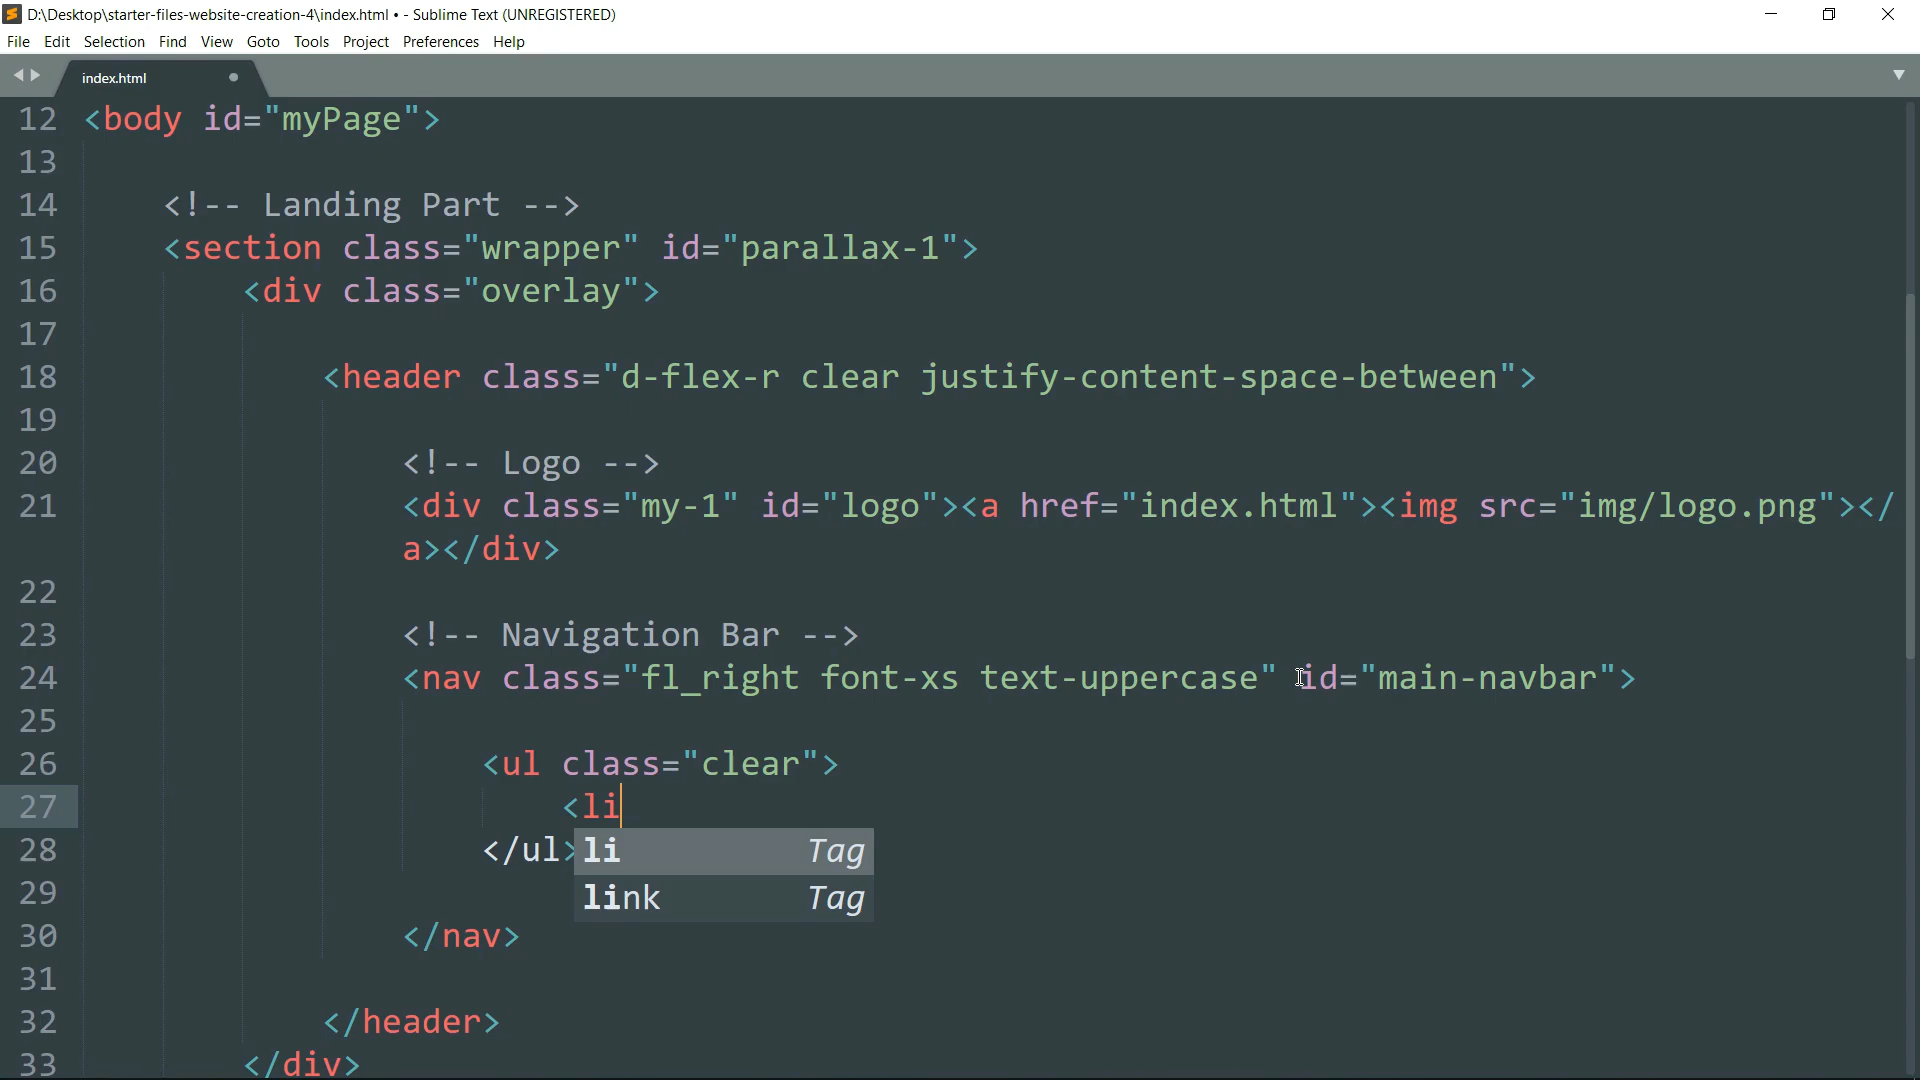 D:\Desktop\starter-files-website-creation-4\index.html • - Sublime Text (UNREGISTERED)
File Edit Selection Find View Goto Tools Project Preferences Help
index.html
12 <body id="myPage">
13
14 <!-- Landing Part -->
15 <section class="wrapper" id="parallax-1">
16 <div class="overlay">
17
18 <header class="d-flex-r clear justify-content-space-between">
19
20 <!-- Logo -->
21 <div class="my-1" id="logo"><a href="index.html"><img src="img/logo.png"></
a></div>
22
23 <!-- Navigation Bar -->
24 <nav class="fl_right font-xs text-uppercase" id="main-navbar">
25
26 <ul class="clear">
27 <li
28 </ul>
li Tag
29
link Tag
30 </nav>
31
32 </header>
33 </div>